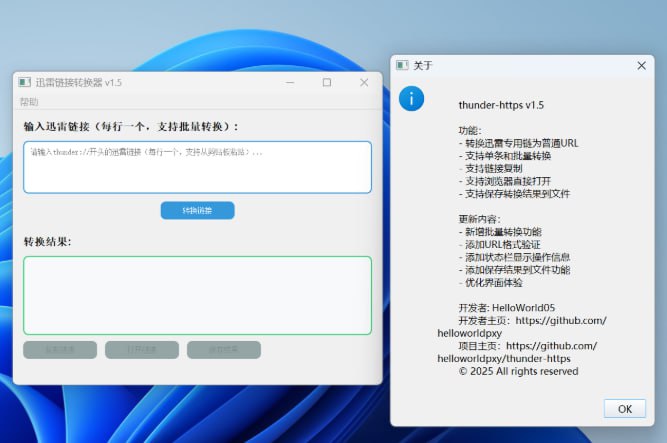 迅雷链接转换器 v1.5
帮助
输入迅雷链接（每行一个，支持批量转换）:
请输入thunder://开头的迅雷链接（每行一个，支持从剪贴板粘贴）...
转换链接
转换结果:
复制链接
打开链接
保存结果
关于
thunder-https v1.5
功能:
- 转换迅雷专用链为普通URL
- 支持单条和批量转换
- 支持链接复制
- 支持浏览器直接打开
- 支持保存转换结果到文件
更新内容:
- 新增批量转换功能
- 添加URL格式验证
- 添加状态栏显示操作信息
- 添加保存结果到文件功能
- 优化界面体验
开发者: HelloWorld05
开发者主页：https://github.com/
helloworldpxy
项目主页：https://github.com/
helloworldpxy/thunder-https
© 2025 All rights reserved
OK